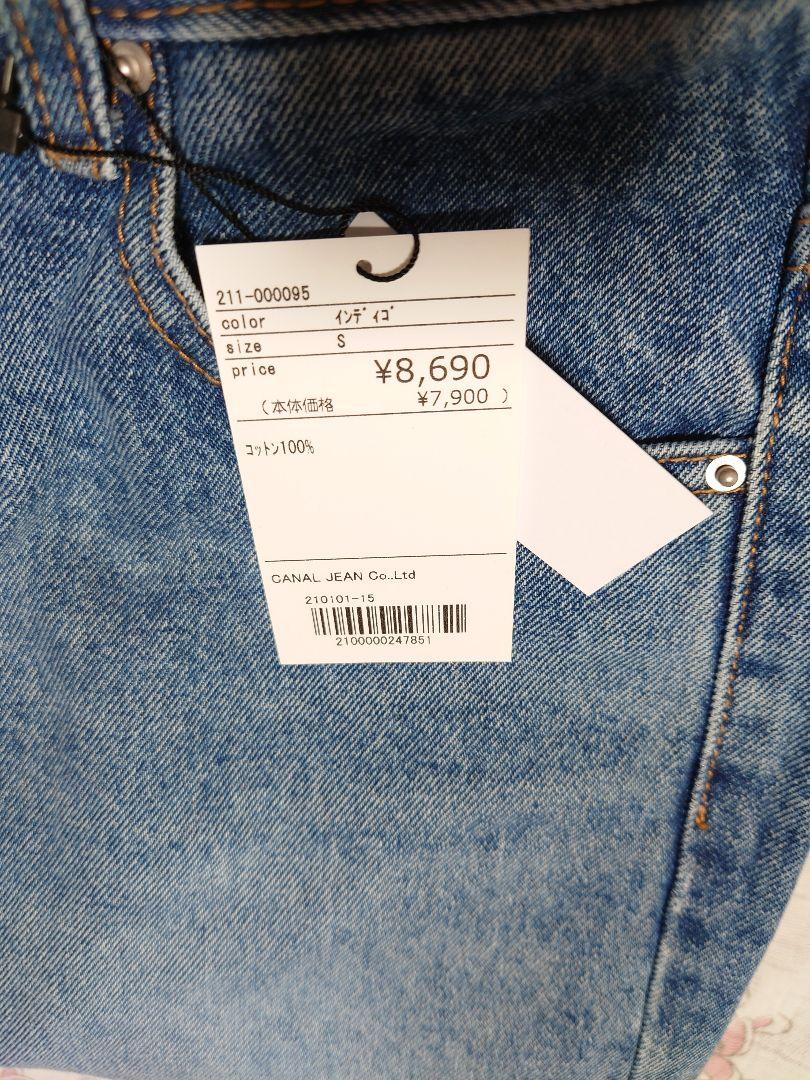 211-000095
color ｲﾝﾃﾞｨｺﾞ
size S
price ¥8,690
（本体価格 ¥7,900 ）
ｺｯﾄﾝ100%
CANAL JEAN Co.,Ltd
210101-15
2100000247851